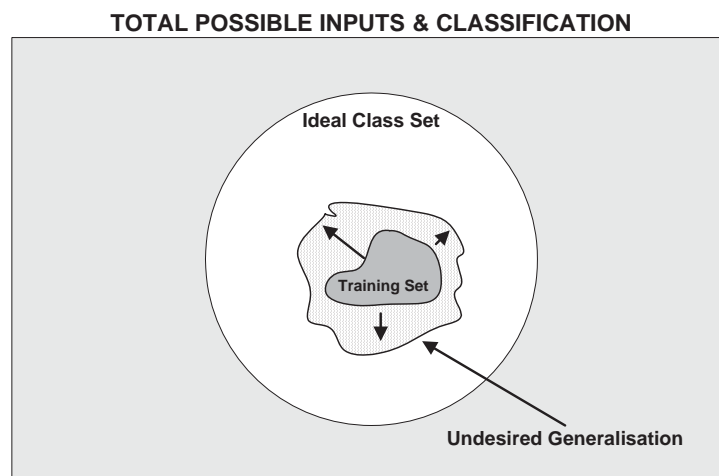 TOTAL POSSIBLE INPUTS & CLASSIFICATION
Ideal Class Set
Training Set
Undesired Generalisation